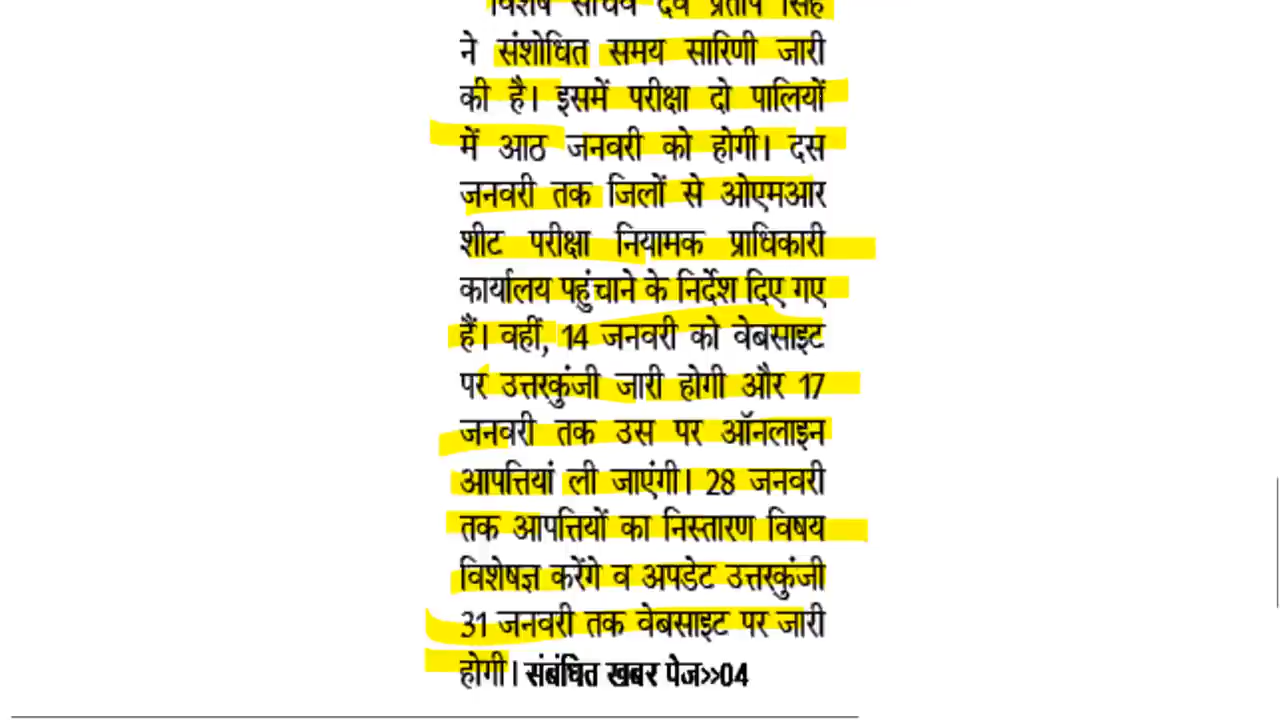 विशेष सचिव देव प्रताप सिंह
ने संशोधित समय सारिणी जारी
की है। इसमें परीक्षा दो पालियों
में आठ जनवरी को होगी। दस
जनवरी तक जिलों से ओएमआर
शीट परीक्षा नियामक प्राधिकारी
कार्यालय पहुंचाने के निर्देश दिए गए
हैं। वहीं, 14 जनवरी को वेबसाइट
पर उत्तरकुंजी जारी होगी और 17
जनवरी तक उस पर ऑनलाइन
आपत्तियां ली जाएंगी। 28 जनवरी
तक आपत्तियों का निस्तारण विषय
विशेषज्ञ करेंगे व अपडेट उत्तरकुंजी
31 जनवरी तक वेबसाइट पर जारी
होगी। संबंधित खबर पेज>>04